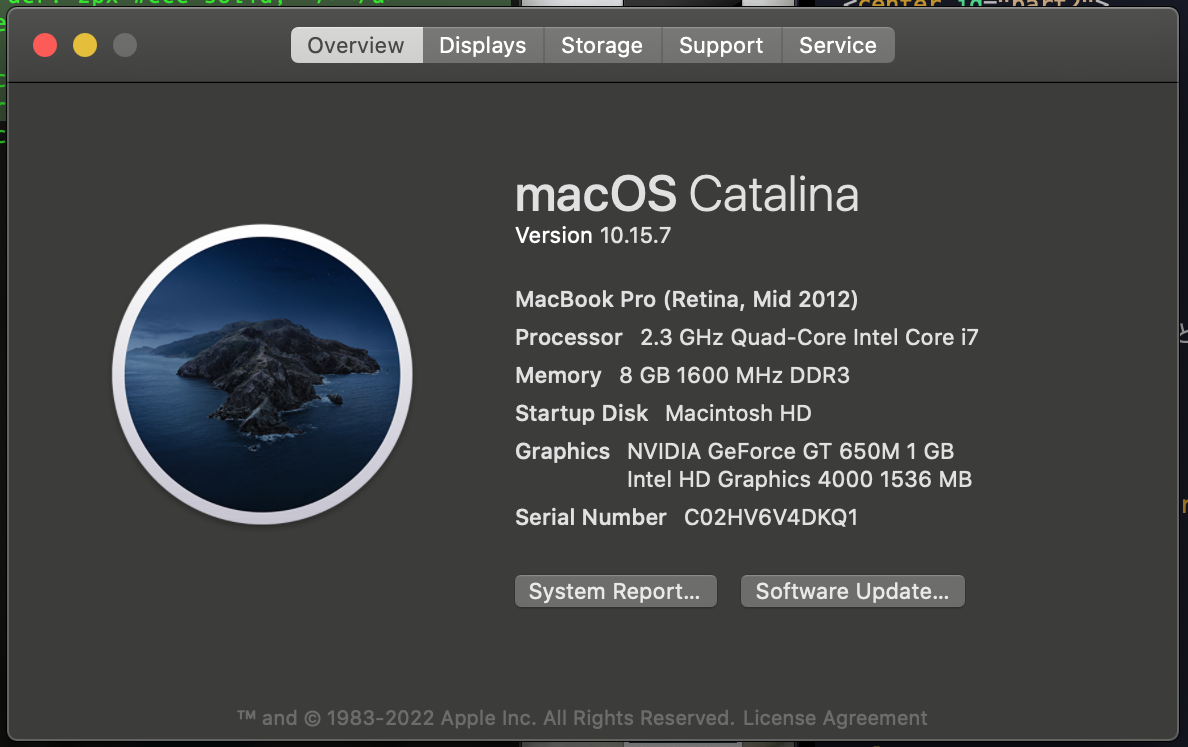 <center id="part2">
Overview Displays Storage Support Service
macOS Catalina
Version 10.15.7
MacBook Pro (Retina, Mid 2012)
Processor 2.3 GHz Quad-Core Intel Core i7
Memory 8 GB 1600 MHz DDR3
Startup Disk Macintosh HD
Graphics NVIDIA GeForce GT 650M 1 GB
Intel HD Graphics 4000 1536 MB
Serial Number C02HV6V4DKQ1
System Report... Software Update...
™ and © 1983-2022 Apple Inc. All Rights Reserved. License Agreement